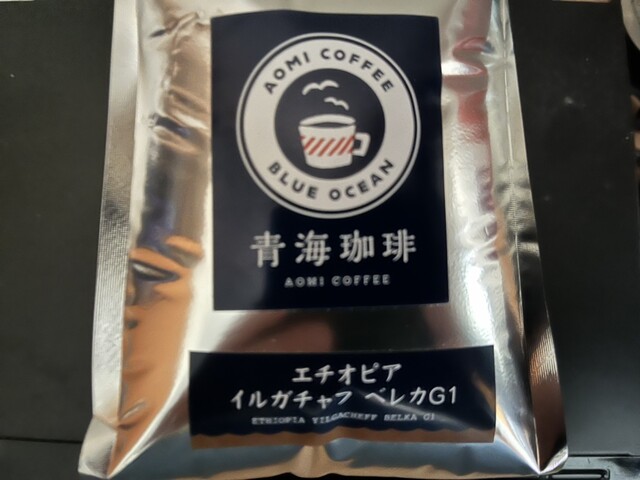 AOMI COFFEE
BLUE OCEAN
青海珈琲
AOMI COFFEE
エチオピア
イルガチャフ ベレカG1
ETHIOPIA YILGACHEFF BELKA G1